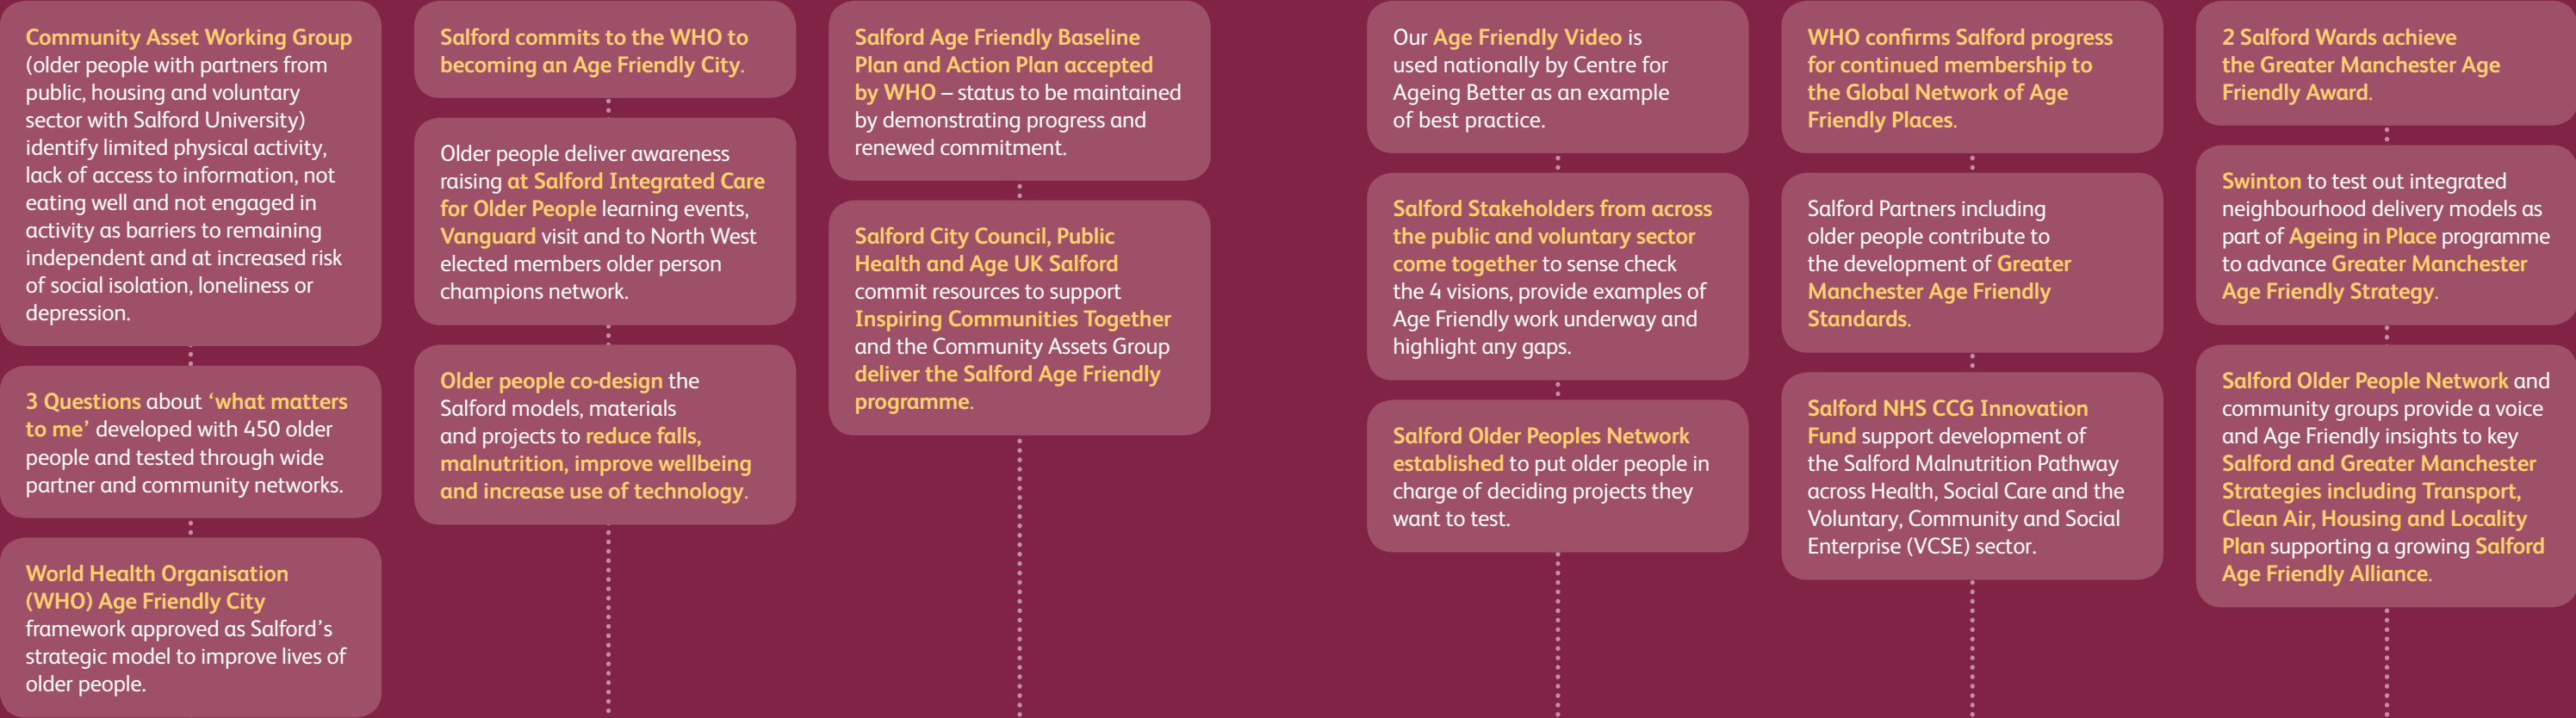 Community Asset Working Group
(older people with partners from
public, housing and voluntary
sector with Salford University)
identify limited physical activity,
lack of access to information, not
eating well and not engaged in
activity as barriers to remaining
independent and at increased risk
of social isolation, loneliness or
depression.
3 Questions about ‘what matters
to me’ developed with 450 older
people and tested through wide
partner and community networks.
World Health Organisation
(WHO) Age Friendly City
framework approved as Salford’s
strategic model to improve lives of
older people.
Salford commits to the WHO to
becoming an Age Friendly City.
Older people deliver awareness
raising at Salford Integrated Care
for Older People learning events,
Vanguard visit and to North West
elected members older person
champions network.
Older people co-design the
Salford models, materials
and projects to reduce falls,
malnutrition, improve wellbeing
and increase use of technology.
Salford Age Friendly Baseline
Plan and Action Plan accepted
by WHO – status to be maintained
by demonstrating progress and
renewed commitment.
Salford City Council, Public
Health and Age UK Salford
commit resources to support
Inspiring Communities Together
and the Community Assets Group
deliver the Salford Age Friendly
programme.
Our Age Friendly Video is
used nationally by Centre for
Ageing Better as an example
of best practice.
Salford Stakeholders from across
the public and voluntary sector
come together to sense check
the 4 visions, provide examples of
Age Friendly work underway and
highlight any gaps.
Salford Older Peoples Network
established to put older people in
charge of deciding projects they
want to test.
WHO confirms Salford progress
for continued membership to
the Global Network of Age
Friendly Places.
Salford Partners including
older people contribute to
the development of Greater
Manchester Age Friendly
Standards.
Salford NHS CCG Innovation
Fund support development of
the Salford Malnutrition Pathway
across Health, Social Care and the
Voluntary, Community and Social
Enterprise (VCSE) sector.
2 Salford Wards achieve
the Greater Manchester Age
Friendly Award.
Swinton to test out integrated
neighbourhood delivery models as
part of Ageing in Place programme
to advance Greater Manchester
Age Friendly Strategy.
Salford Older People Network and
community groups provide a voice
and Age Friendly insights to key
Salford and Greater Manchester
Strategies including Transport,
Clean Air, Housing and Locality
Plan supporting a growing Salford
Age Friendly Alliance.